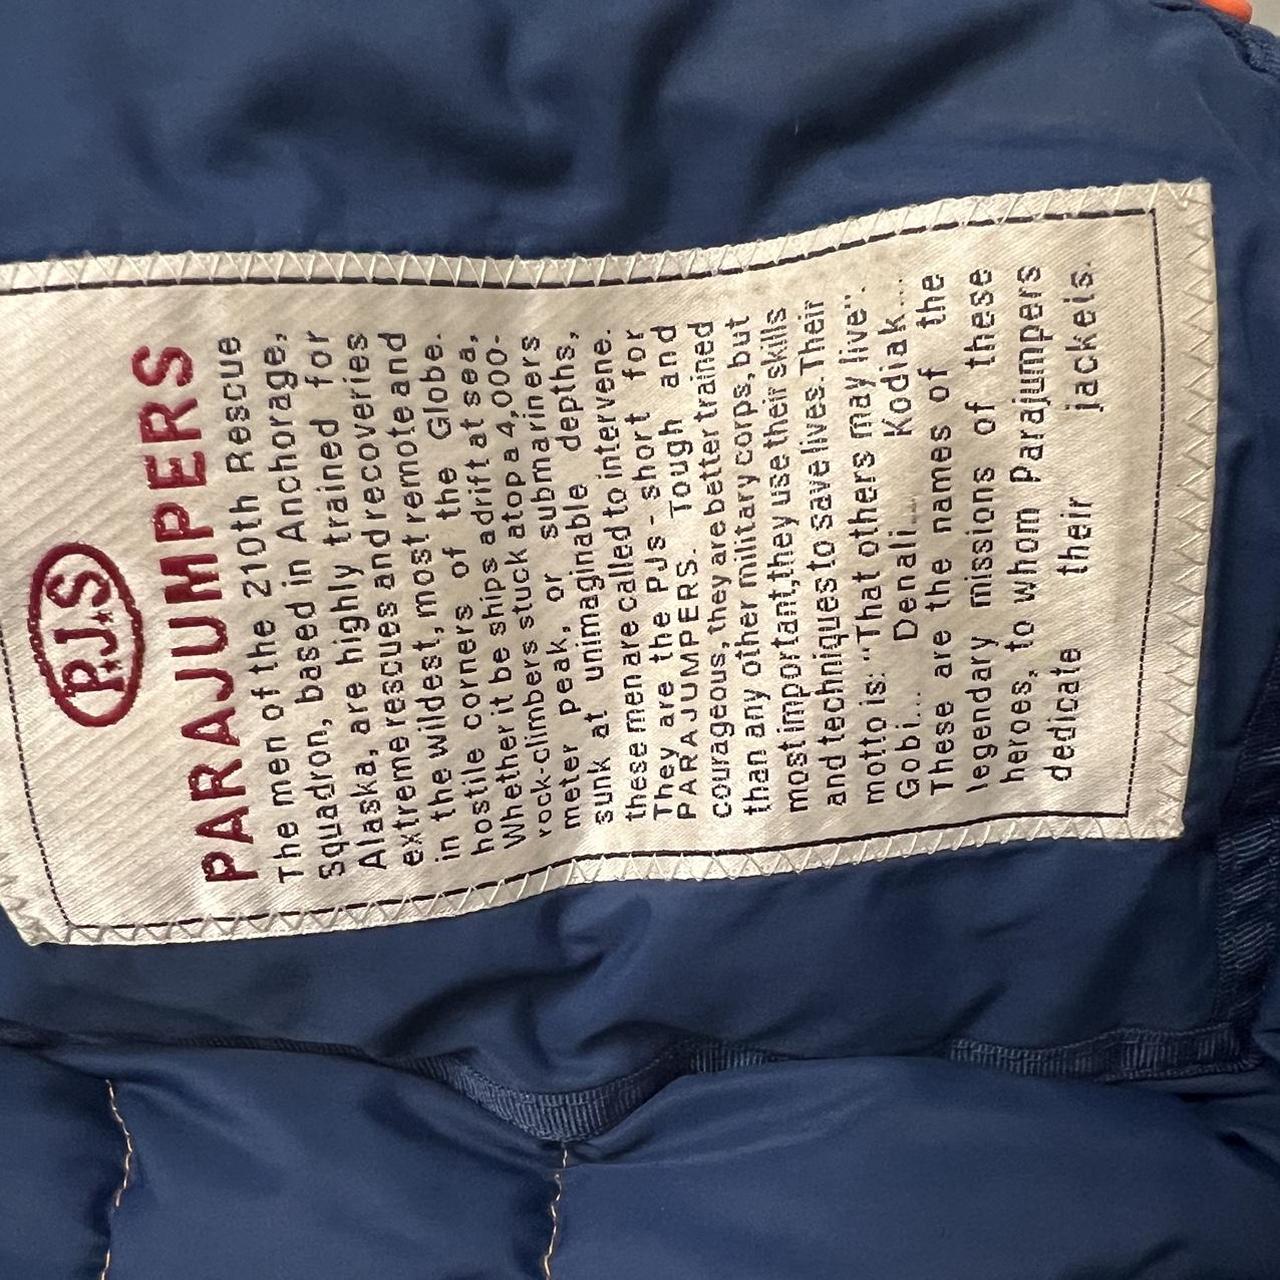 P.J.S
PARAJUMPERS
The men of the 210th Rescue
Squadron, based in Anchorage,
Alaska, are highly trained for
extreme rescues and recoveries
in the wildest, most remote and
hostile corners of the Globe.
Whether it be ships adrift at sea,
rock-climbers stuck atop a 4,000-
meter peak, or submariners
sunk at unimaginable depths,
these men are called to intervene.
They are the PJs - short for
PARAJUMPERS. Tough and
courageous, they are better trained
than any other military corps, but
most important, they use their skills
and techniques to save lives. Their
motto is: "That others may live".
Gobi... Denali.... Kodiak....
These are the names of the
legendary missions of these
heroes, to whom Parajumpers
dedicate their jackets.